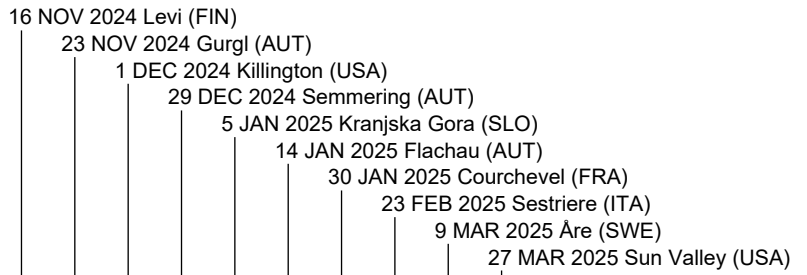 16 NOV 2024 Levi (FIN)
23 NOV 2024 Gurgl (AUT)
1 DEC 2024 Killington (USA)
29 DEC 2024 Semmering (AUT)
5 JAN 2025 Kranjska Gora (SLO)
14 JAN 2025 Flachau (AUT)
30 JAN 2025 Courchevel (FRA)
23 FEB 2025 Sestriere (ITA)
9 MAR 2025 Åre (SWE)
27 MAR 2025 Sun Valley (USA)